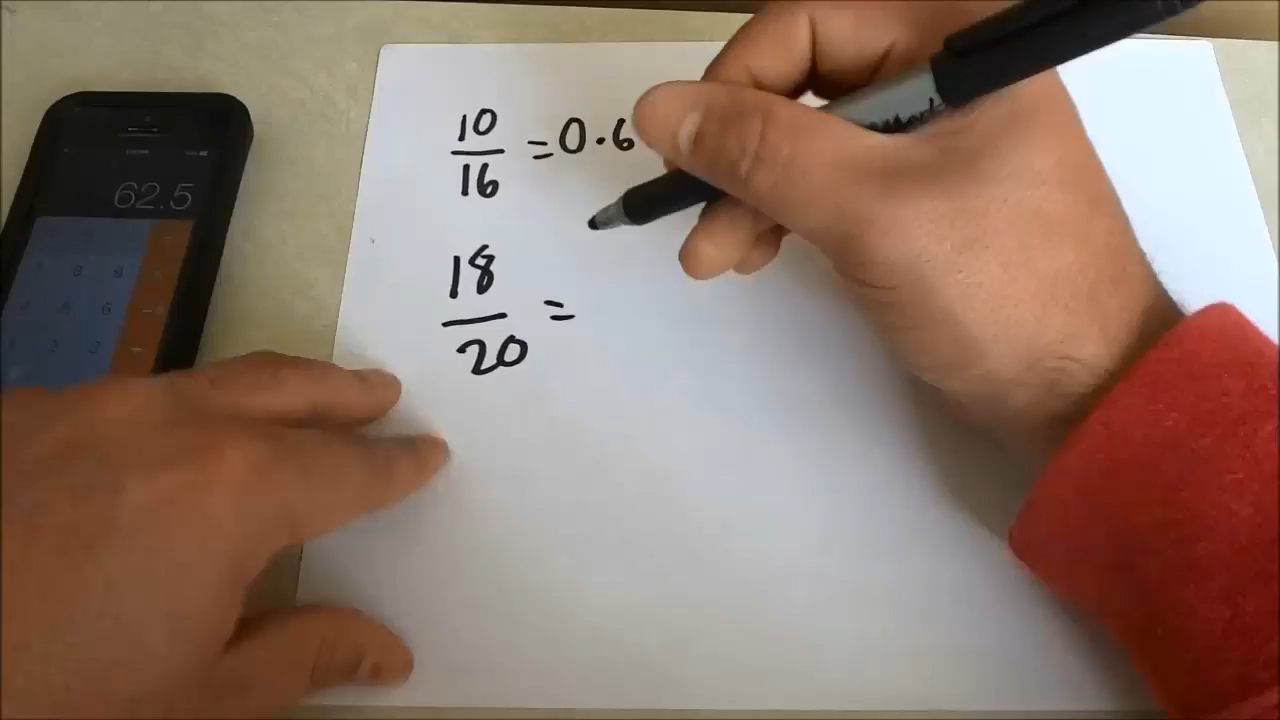 62.5
10/16 = 0.6
18/20 =